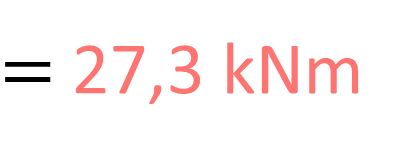 = 27,3 kNm